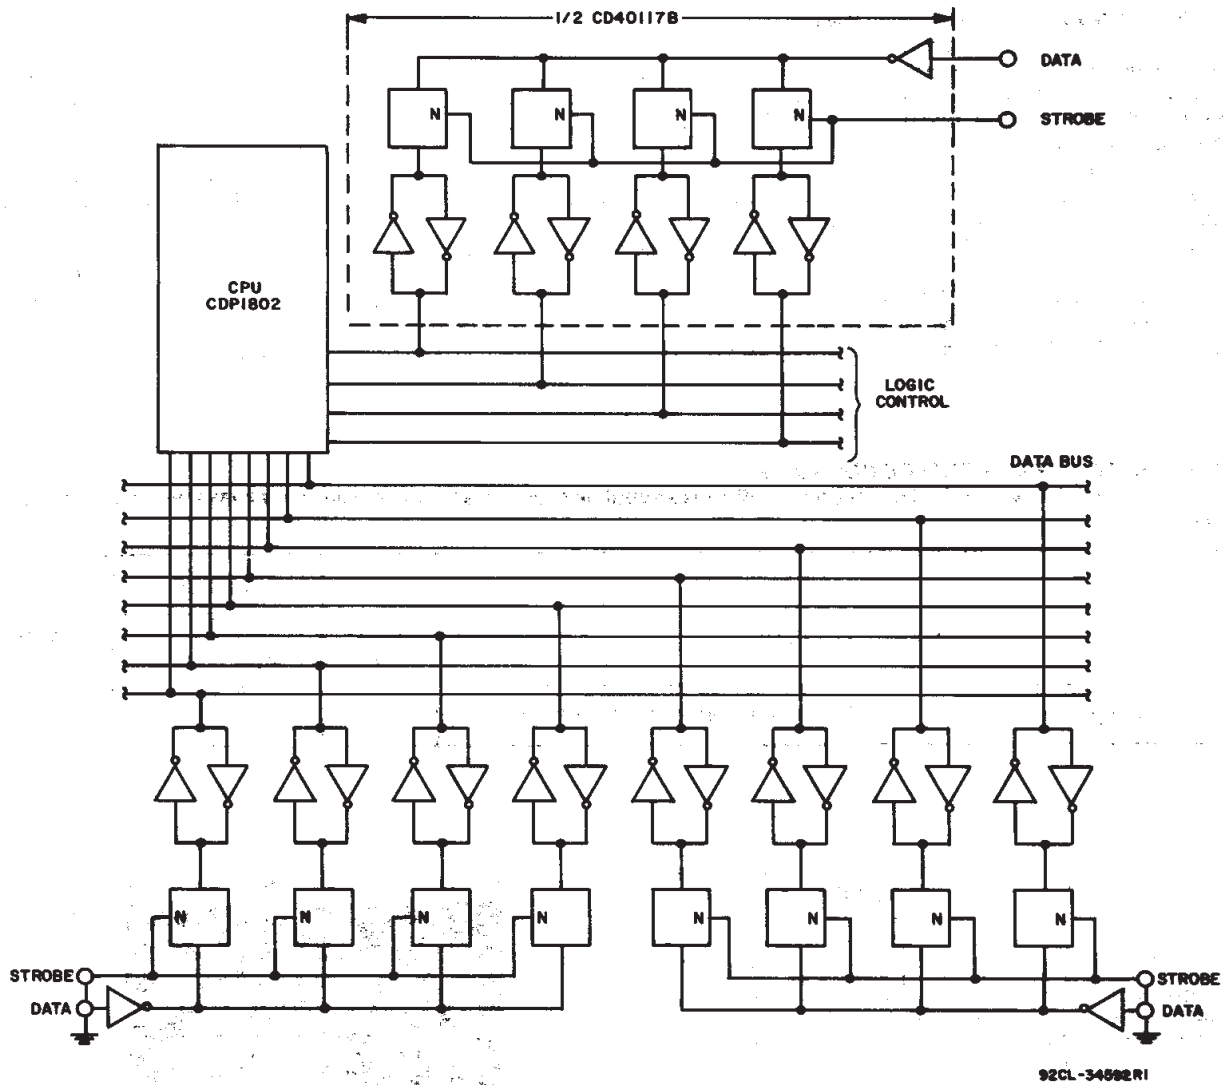 1/2 CD40117B
DATA
STROBE
N
N
N
N
CPU
CDP1802
LOGIC
CONTROL
DATA BUS
N
N
N
N
N
N
N
N
STROBE
DATA
STROBE
DATA
92CL-34592R1